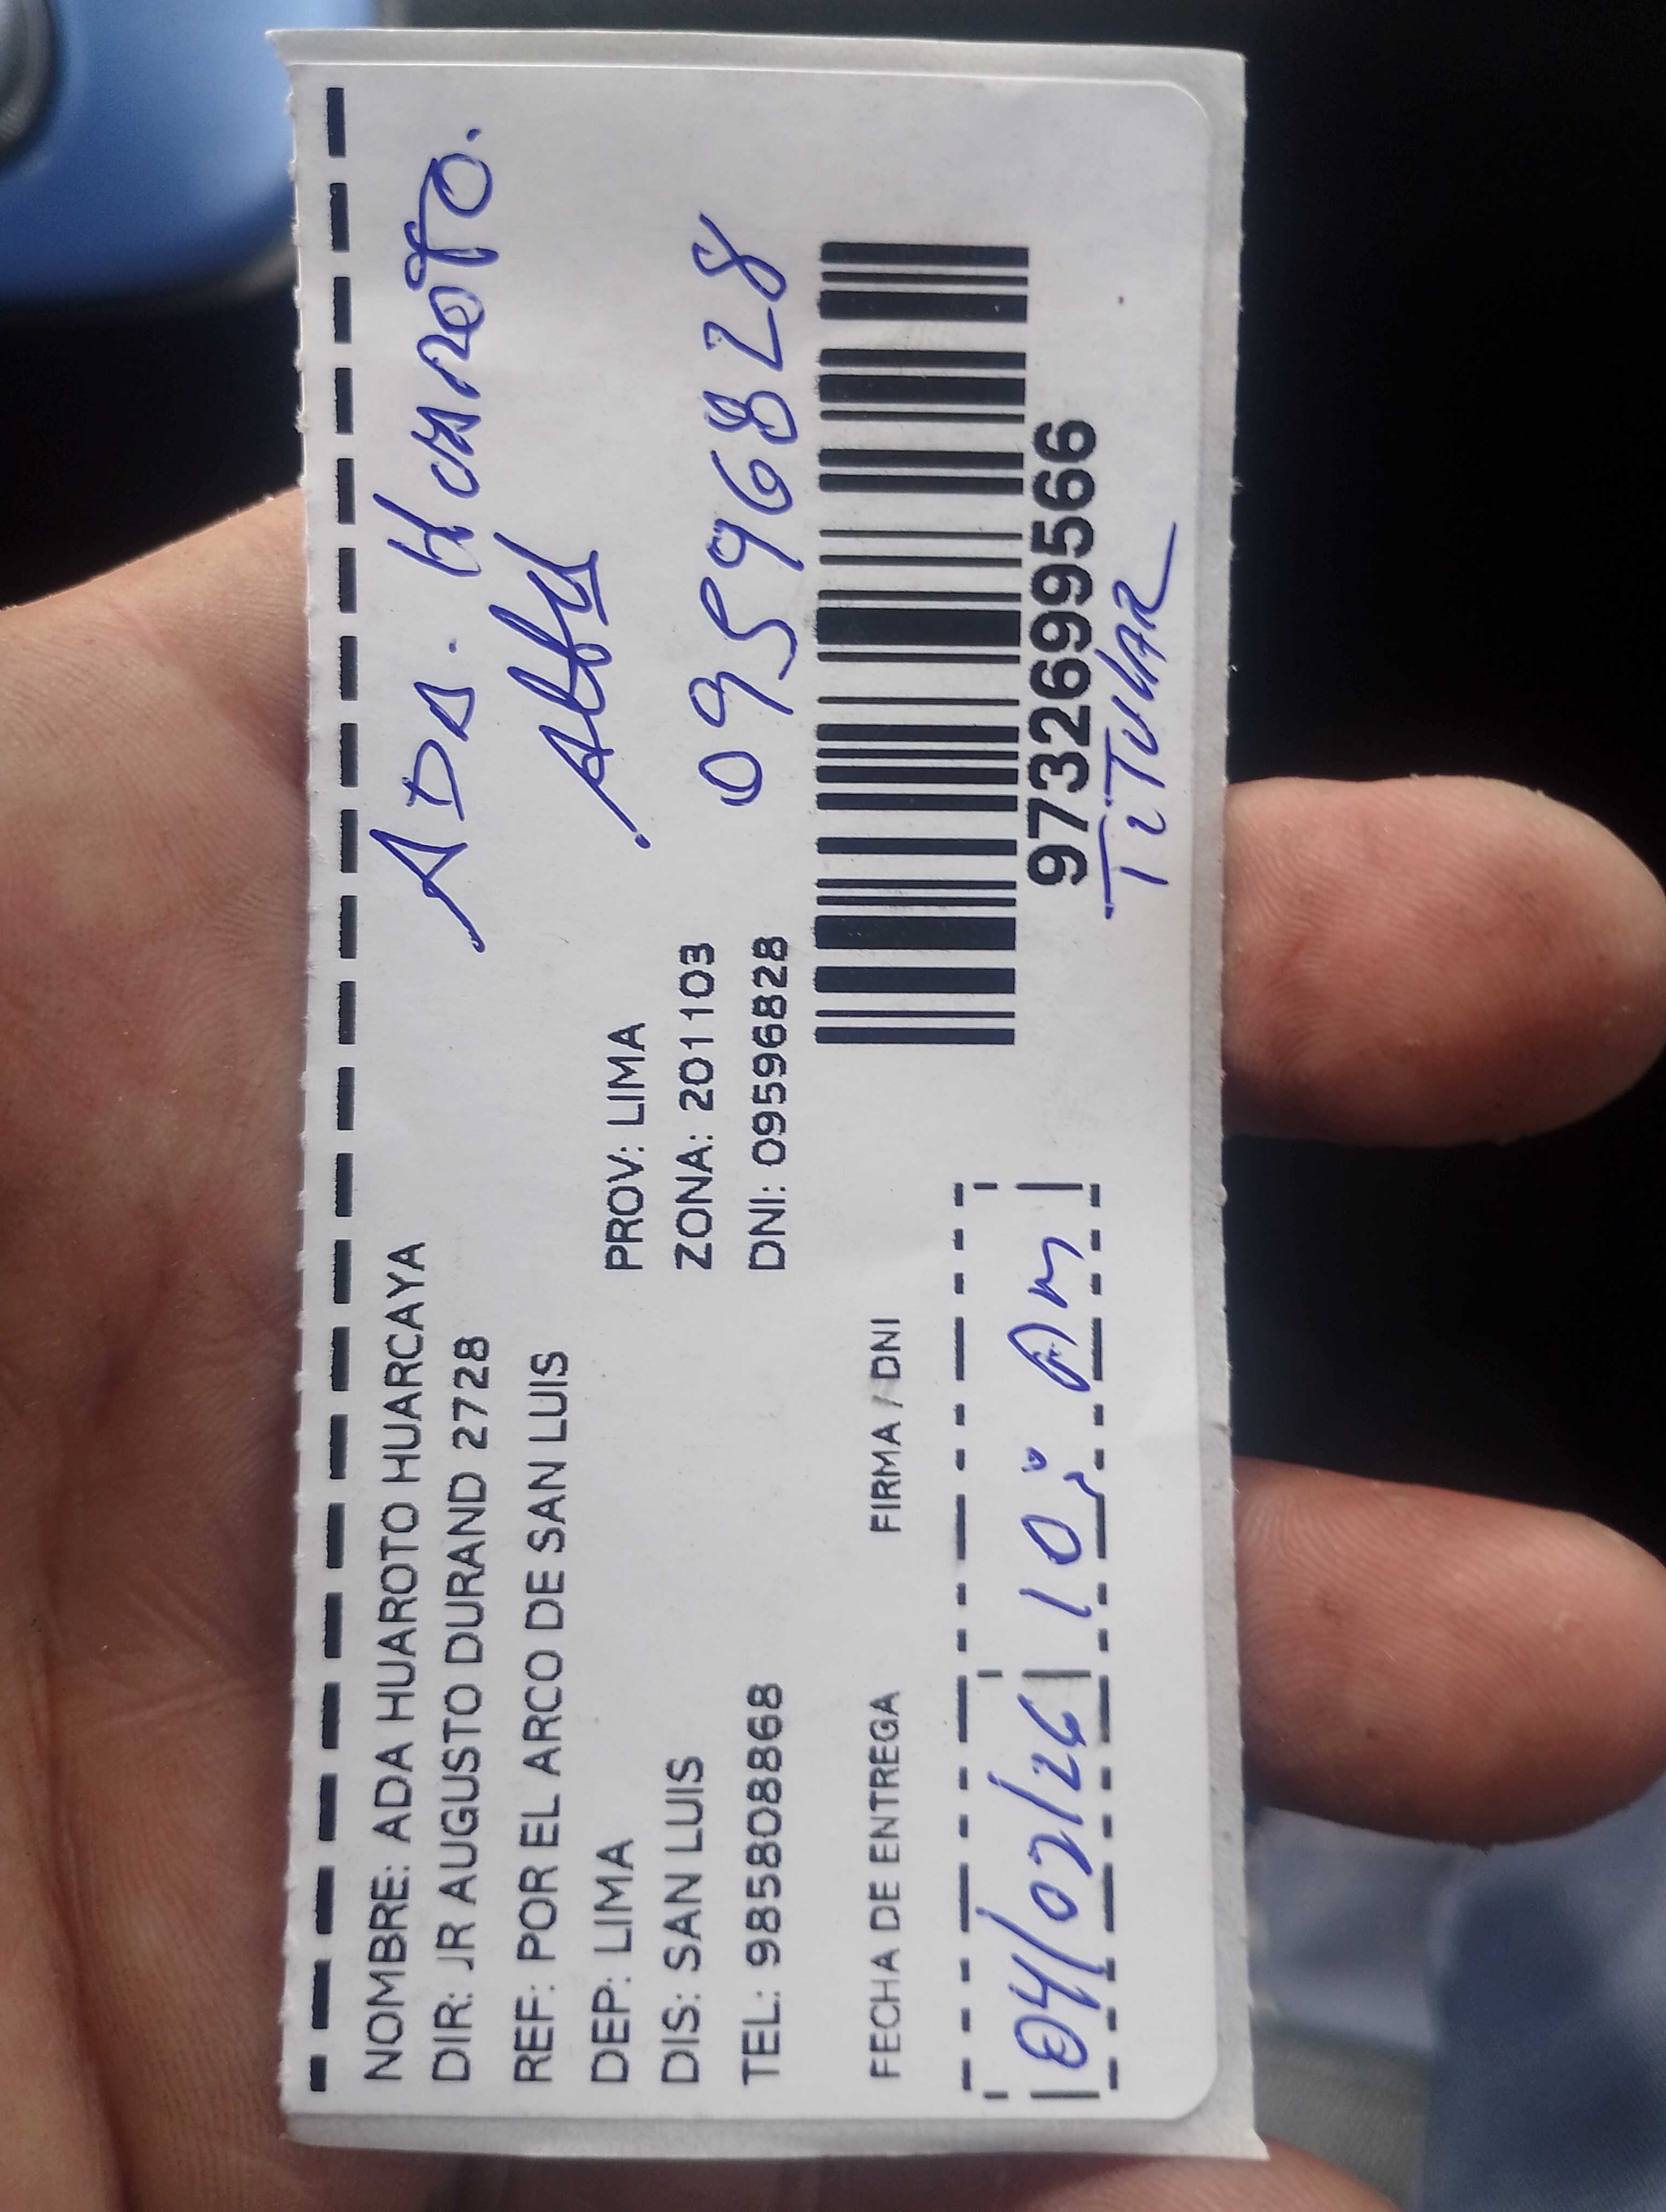 ADA. HUAROTO.
09596828
NOMBRE: ADA HUAROTO HUARCAYA
DIR: JR AUGUSTO DURAND 2728
REF: POR EL ARCO DE SAN LUIS
DEP: LIMA PROV: LIMA
DIS: SAN LUIS ZONA: 201103
TEL: 985808868 DNI: 09596828
FECHA DE ENTREGA FIRMA / DNI
04/02/26 10: AM
97326995​66
TiTULAR